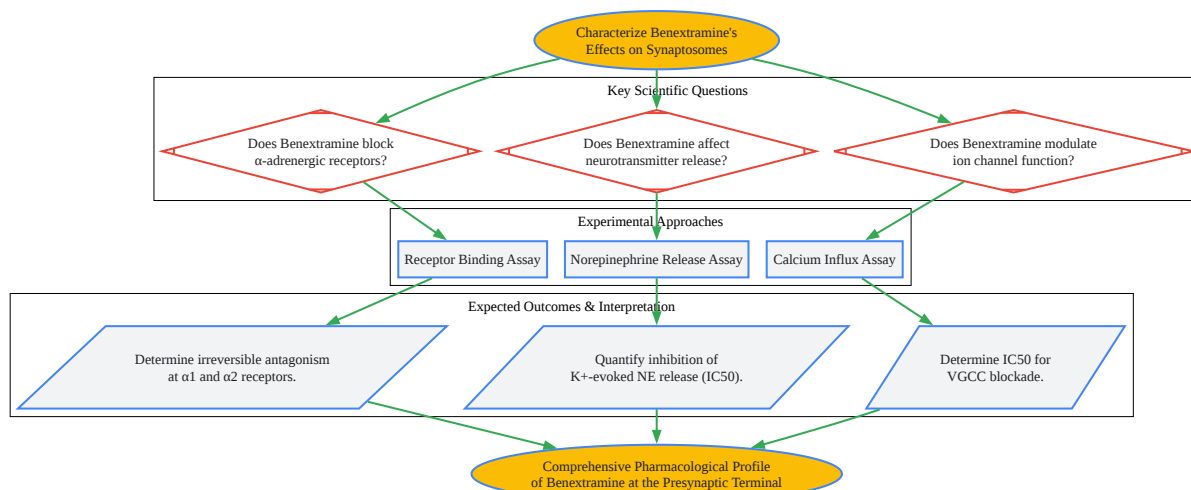 Characterize Benextramine's
Effects on Synaptosomes
Key Scientific Questions
Does Benextramine block
α-adrenergic receptors?
Does Benextramine affect
neurotransmitter release?
Does Benextramine modulate
ion channel function?
Experimental Approaches
Receptor Binding Assay
Norepinephrine Release Assay
Calcium Influx Assay
Expected Outcomes & Interpretation
Determine irreversible antagonism
at α1 and α2 receptors.
Quantify inhibition of
K+-evoked NE release (IC50).
Determine IC50 for
VGCC blockade.
Comprehensive Pharmacological Profile
of Benextramine at the Presynaptic Terminal